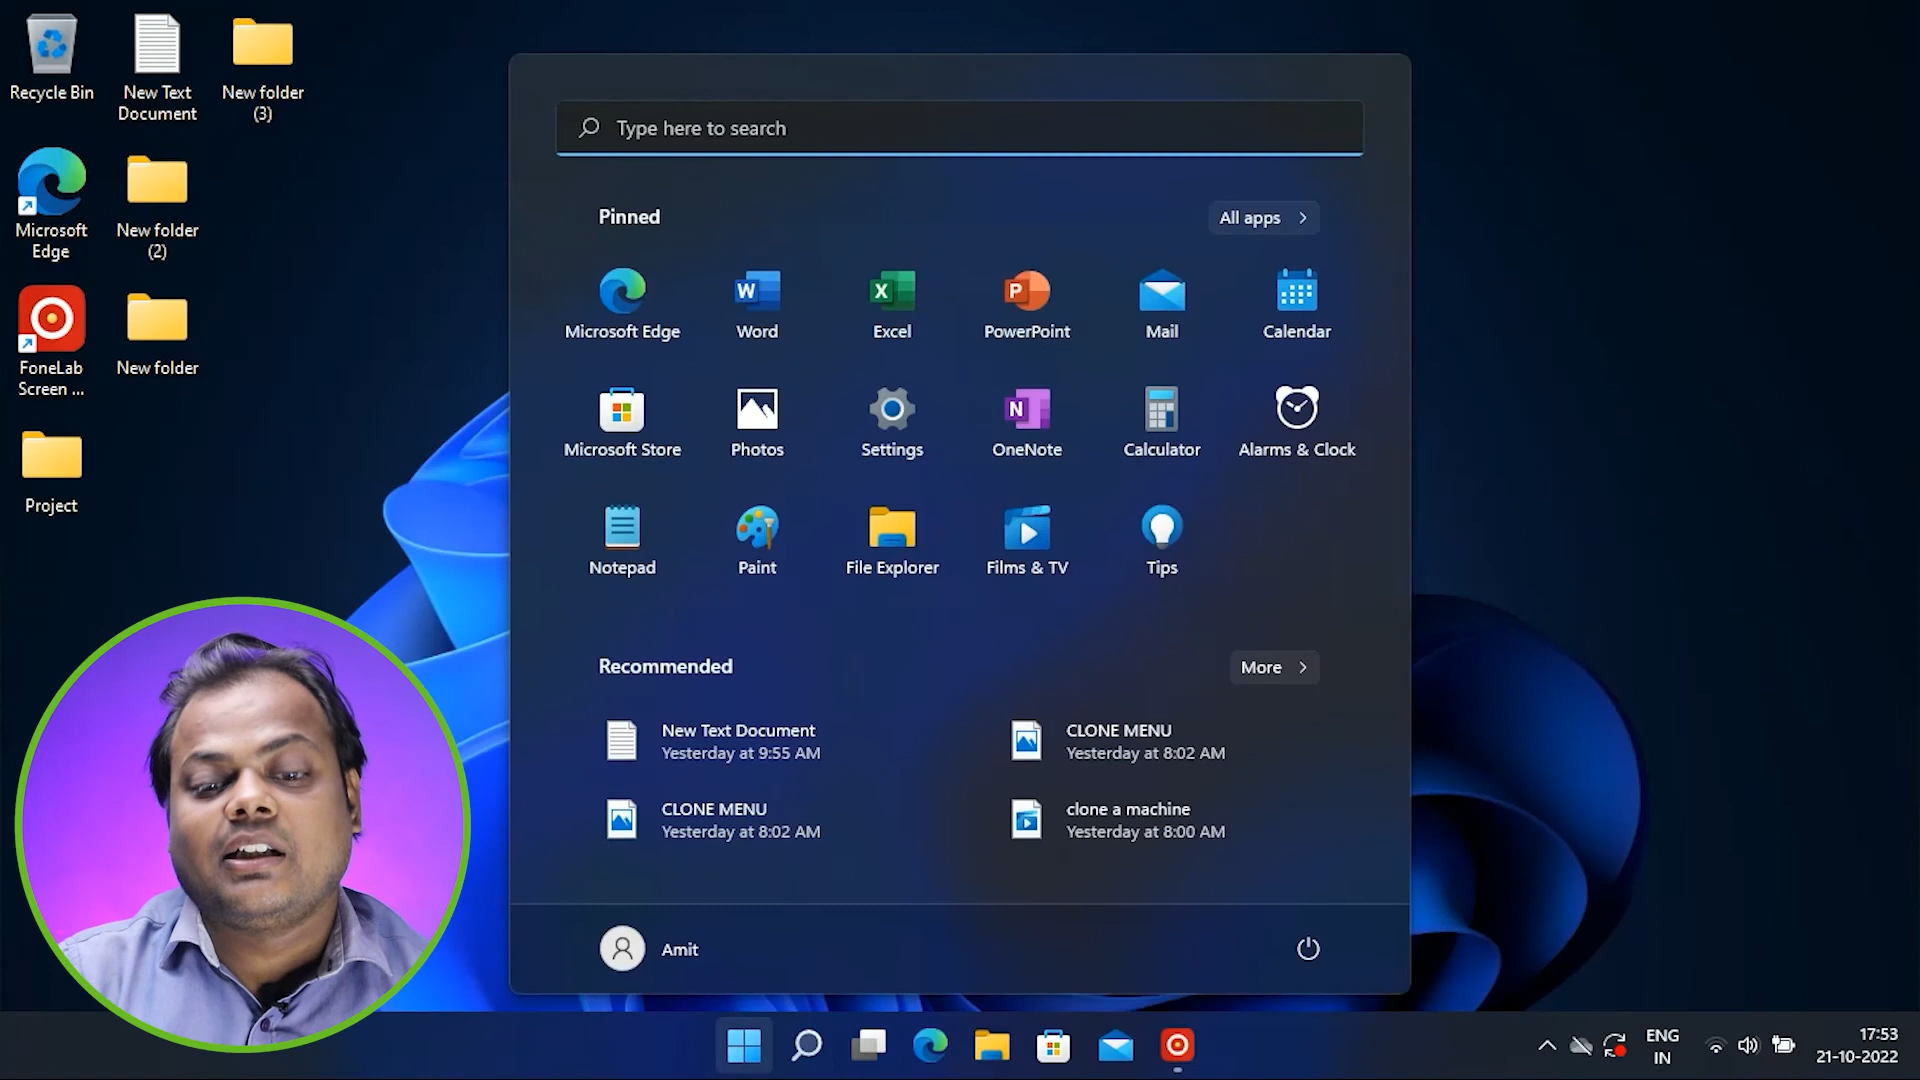 Recycle Bin
New Text
Document
New folder
(3)
Microsoft
Edge
New folder
(2)
FoneLab
Screen ...
New folder
Project
Type here to search
Pinned
All apps
Microsoft Edge
Word
Excel
PowerPoint
Mail
Calendar
Microsoft Store
Photos
Settings
OneNote
Calculator
Alarms & Clock
Notepad
Paint
File Explorer
Films & TV
Tips
Recommended
More
New Text Document
Yesterday at 9:55 AM
CLONE MENU
Yesterday at 8:02 AM
CLONE MENU
Yesterday at 8:02 AM
clone a machine
Yesterday at 8:00 AM
Amit
ENG
IN
17:53
21-10-2022